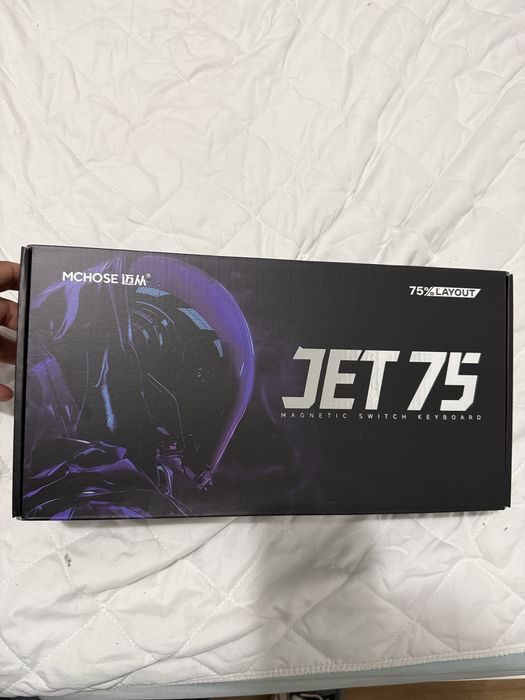 MCHOSE 迈从®
75% LAYOUT
JET 75
MAGNETIC SWITCH KEYBOARD